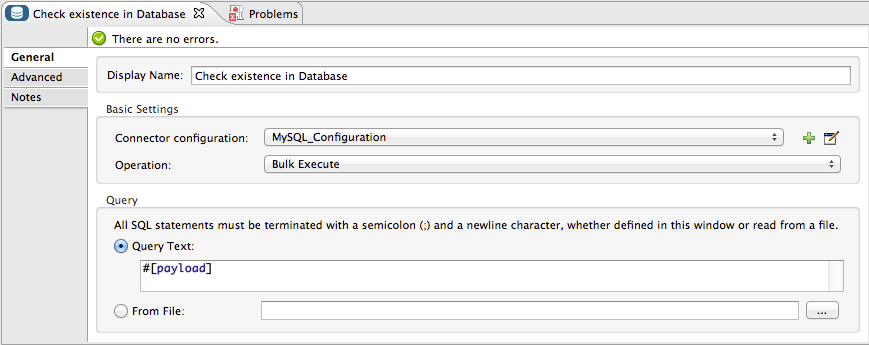 Check existence in Database Problems
There are no errors.
General
Advanced
Notes
Display Name: Check existence in Database
Basic Settings
Connector configuration: MySQL_Configuration
Operation: Bulk Execute
Query
All SQL statements must be terminated with a semicolon (;) and a newline character, whether defined in this window or read from a file.
Query Text:
#[payload]
From File: ...